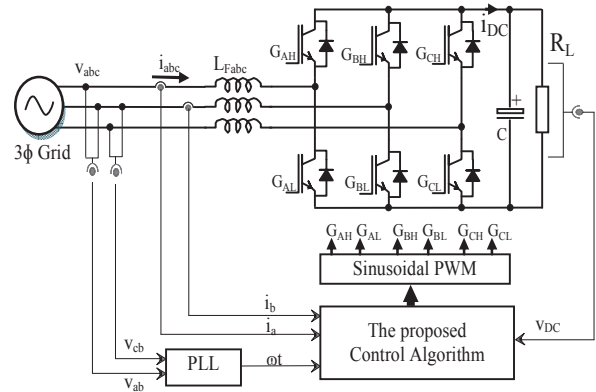 i_DC
R_L
G_AH
G_BH
G_CH
v_abc
i_abc
L_Fabc
+
C
3ϕ Grid
G_AL
G_BL
G_CL
G_AH G_AL G_BH G_BL G_CH G_CL
Sinusoidal PWM
i_b
i_a
The proposed
Control Algorithm
v_DC
v_cb
v_ab
PLL
ωt